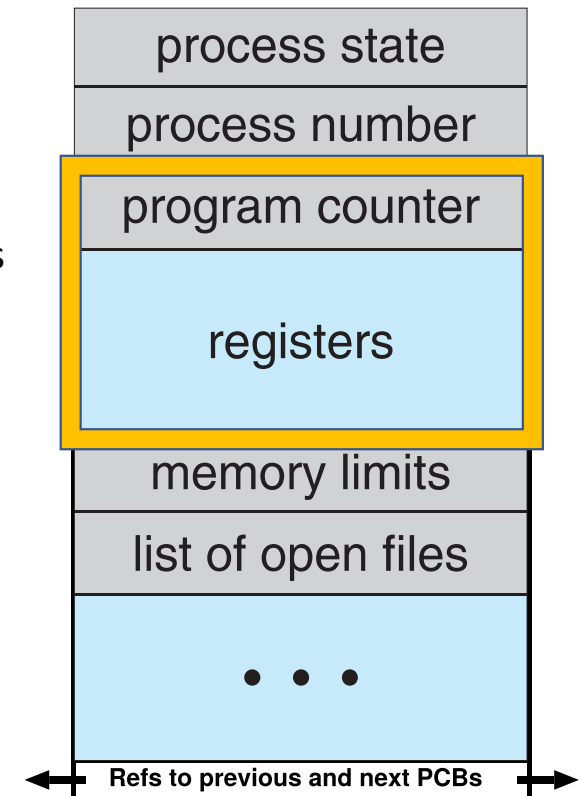 process state
process number
program counter
s
registers
memory limits
list of open files
• • •
Refs to previous and next PCBs